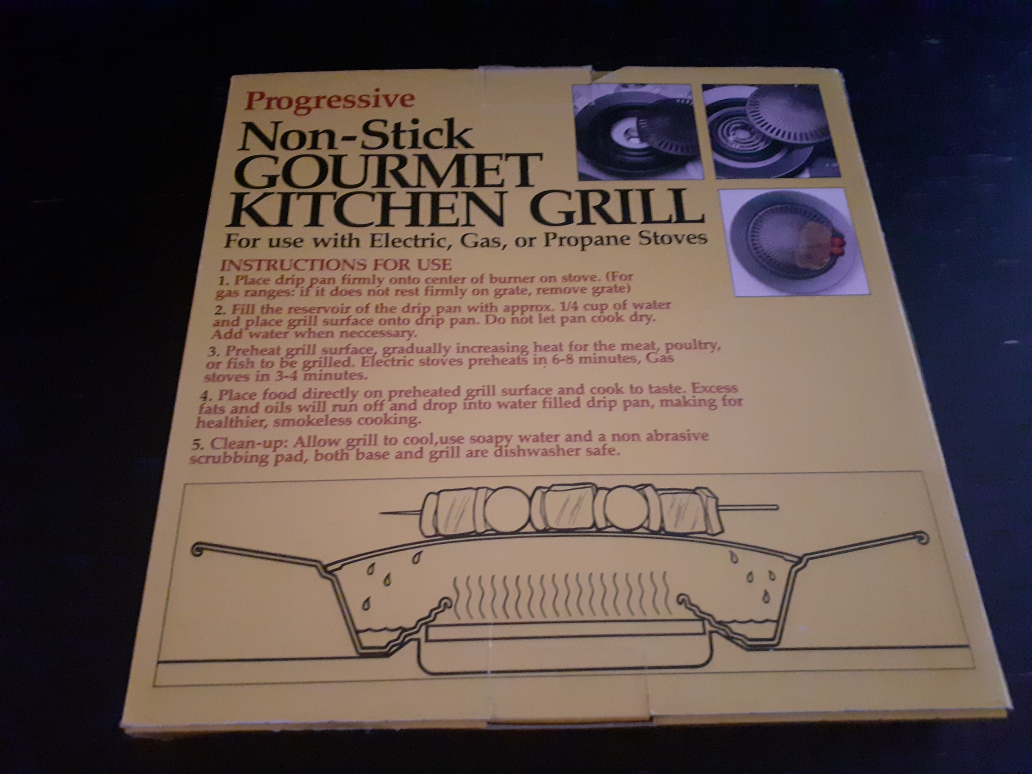 Progressive
Non-Stick
GOURMET
KITCHEN GRILL
For use with Electric, Gas, or Propane Stoves
INSTRUCTIONS FOR USE
1. Place drip pan firmly onto center of burner on stove. (For
gas ranges: if it does not rest firmly on grate, remove grate)
2. Fill the reservoir of the drip pan with approx. 1/4 cup of water
and place grill surface onto drip pan. Do not let pan cook dry.
Add water when neccessary.
3. Preheat grill surface, gradually increasing heat for the meat, poultry,
or fish to be grilled. Electric stoves preheats in 6-8 minutes, Gas
stoves in 3-4 minutes.
4. Place food directly on preheated grill surface and cook to taste. Excess
fats and oils will run off and drop into water filled drip pan, making for
healthier, smokeless cooking.
5. Clean-up: Allow grill to cool,use soapy water and a non abrasive
scrubbing pad, both base and grill are dishwasher safe.